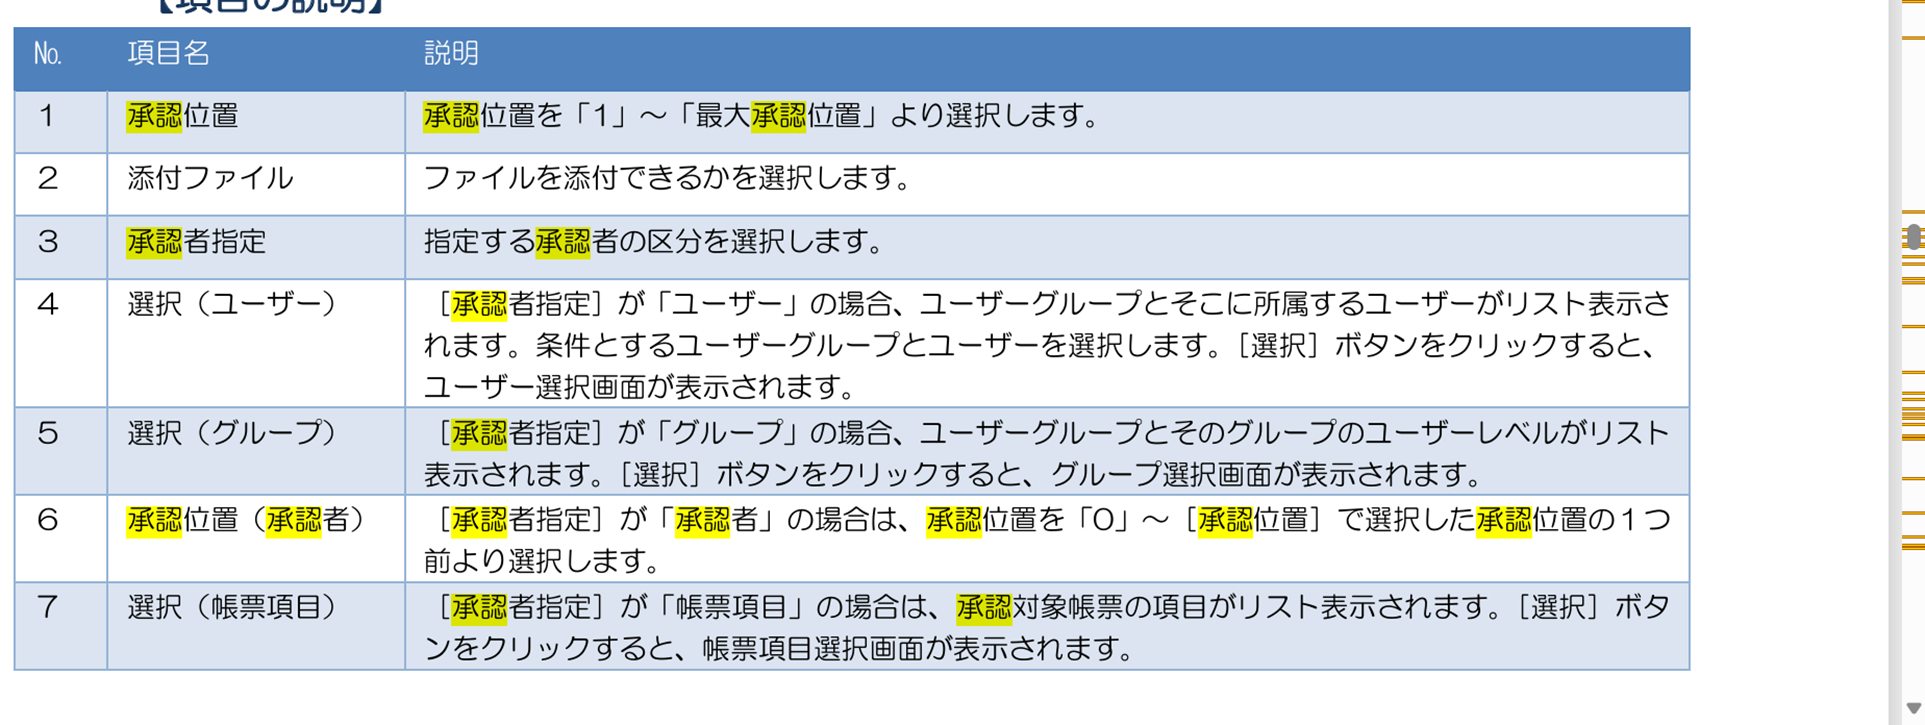 【項目の説明】
No. 項目名 説明
1 承認位置 承認位置を「1」～「最大承認位置」より選択します。
2 添付ファイル ファイルを添付できるかを選択します。
3 承認者指定 指定する承認者の区分を選択します。
4 選択（ユーザー） ［承認者指定］が「ユーザー」の場合、ユーザーグループとそこに所属するユーザーがリスト表示さ
れます。条件とするユーザーグループとユーザーを選択します。［選択］ボタンをクリックすると、
ユーザー選択画面が表示されます。
5 選択（グループ） ［承認者指定］が「グループ」の場合、ユーザーグループとそのグループのユーザーレベルがリスト
表示されます。［選択］ボタンをクリックすると、グループ選択画面が表示されます。
6 承認位置（承認者） ［承認者指定］が「承認者」の場合は、承認位置を「0」～［承認位置］で選択した承認位置の１つ
前より選択します。
7 選択（帳票項目） ［承認者指定］が「帳票項目」の場合は、承認対象帳票の項目がリスト表示されます。［選択］ボタ
ンをクリックすると、帳票項目選択画面が表示されます。